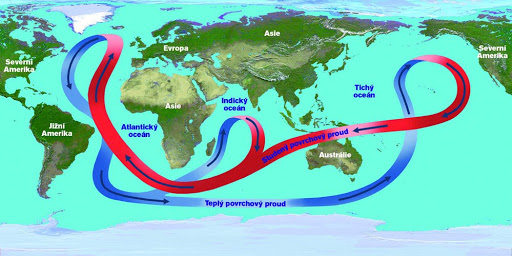 Severní
Amerika
Evropa
Asie
Severní
Amerika
Asie
Indický
oceán
Tichý
oceán
Jižní
Amerika
Atlantický
oceán
Studený povrchový proud
Austrálie
Teplý povrchový proud